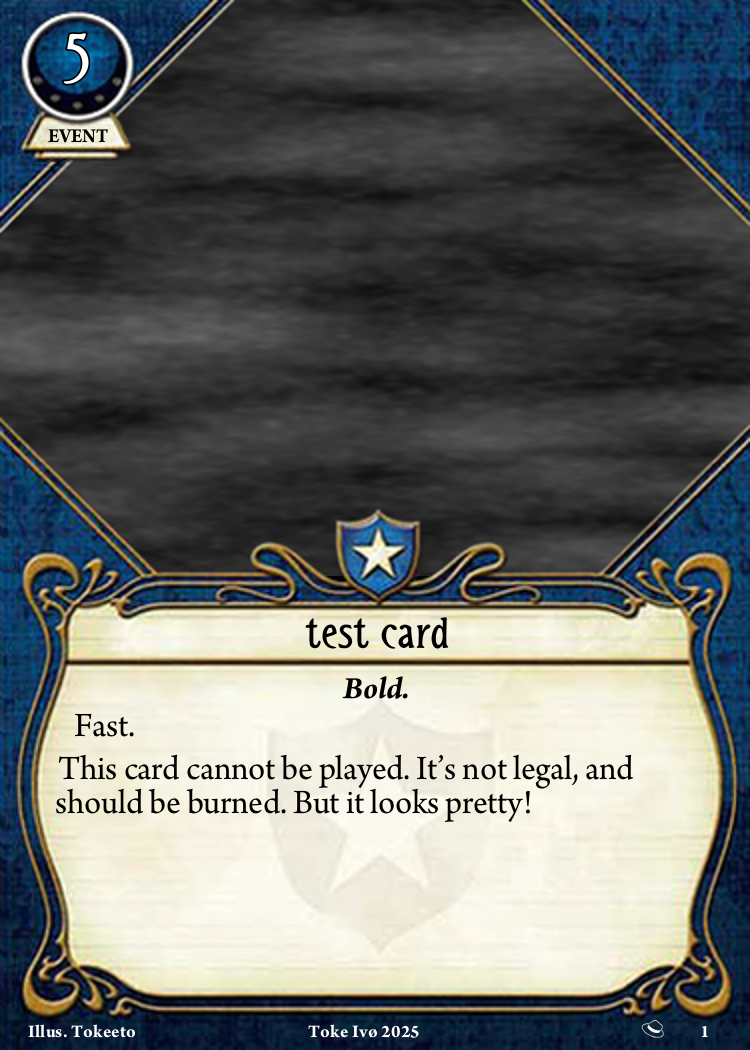 5
EVENT
test card
Bold.
Fast.
This card cannot be played. It's not legal, and
should be burned. But it looks pretty!
Illus. Tokeeto
Toke Ivø 2025
1